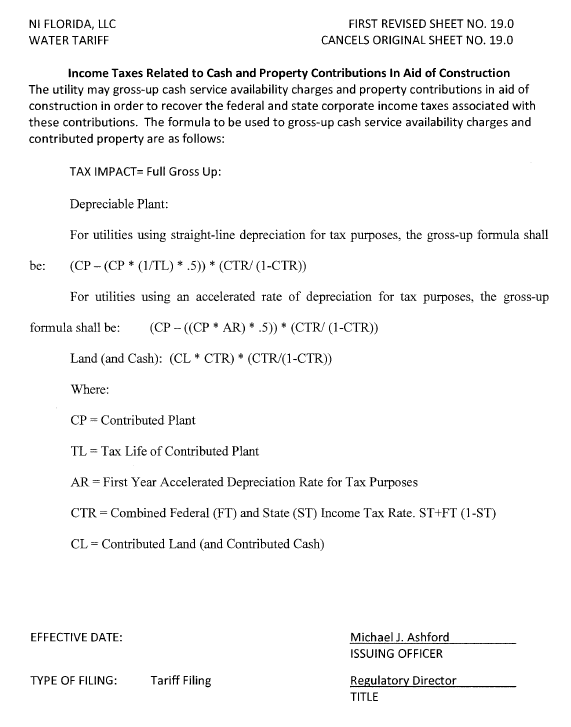 NI FLORIDA, LLC FIRST REVISED SHEET NO. 19.0
WATER TARIFF CANCELS ORIGINAL SHEET NO. 19.0
Income Taxes Related to Cash and Property Contributions In Aid of Construction
The utility may gross-up cash service availability charges and property contributions in aid of
construction in order to recover the federal and state corporate income taxes associated with
these contributions. The formula to be used to gross-up cash service availability charges and
contributed property are as follows:
TAX IMPACT= Full Gross Up:
Depreciable Plant:
For utilities using straight-line depreciation for tax purposes, the gross-up formula shall
be: (CP – (CP * (1/TL) * .5)) * (CTR/ (1-CTR))
For utilities using an accelerated rate of depreciation for tax purposes, the gross-up
formula shall be: (CP – ((CP * AR) * .5)) * (CTR/ (1-CTR))
Land (and Cash): (CL * CTR) * (CTR/(1-CTR))
Where:
CP = Contributed Plant
TL = Tax Life of Contributed Plant
AR = First Year Accelerated Depreciation Rate for Tax Purposes
CTR = Combined Federal (FT) and State (ST) Income Tax Rate. ST+FT (1-ST)
CL = Contributed Land (and Contributed Cash)
EFFECTIVE DATE: Michael J. Ashford
ISSUING OFFICER
TYPE OF FILING: Tariff Filing Regulatory Director
TITLE